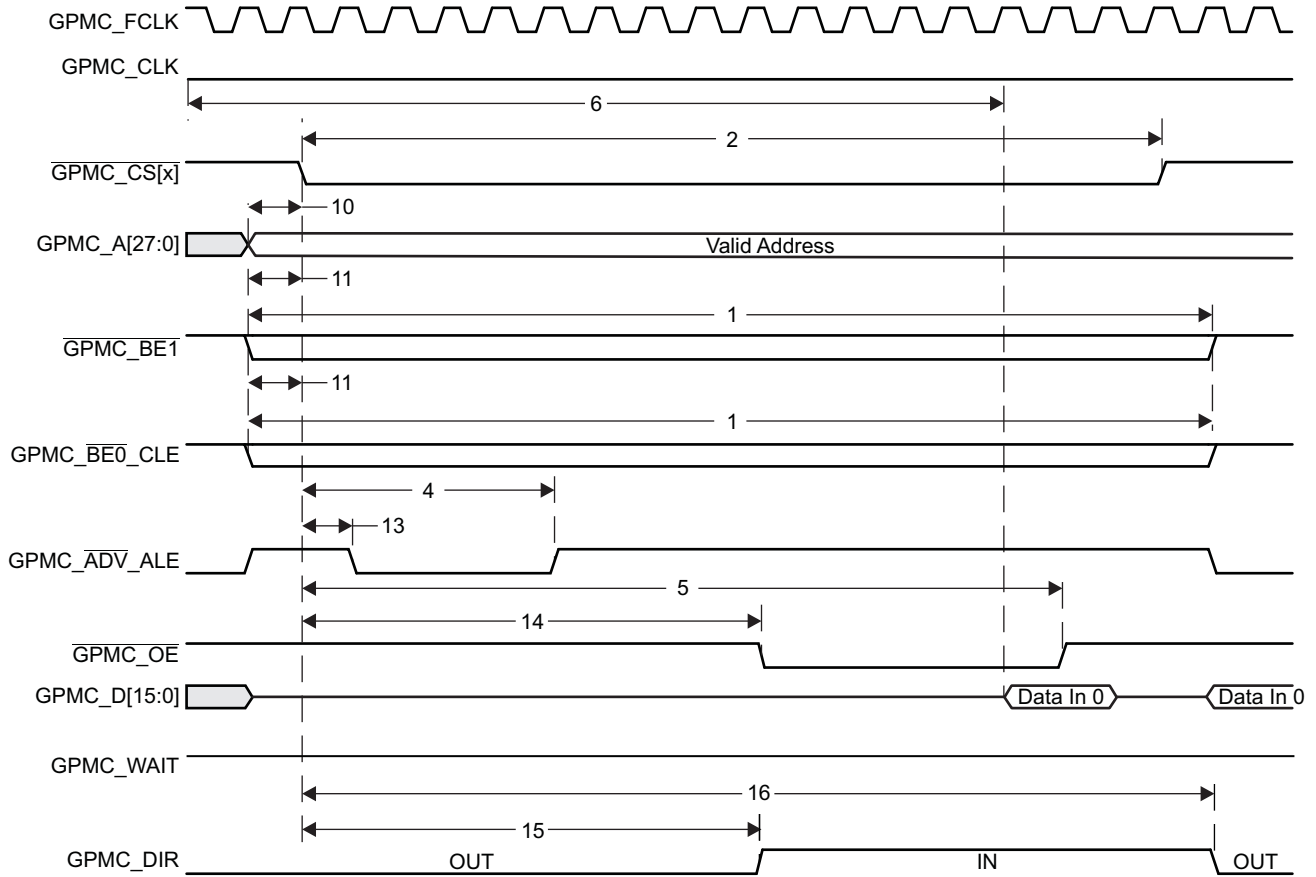 GPMC_FCLK
GPMC_CLK
6
2
GPMC_CS[x]
10
GPMC_A[27:0]
Valid Address
11
1
GPMC_BE1
11
1
GPMC_BE0_CLE
4
13
GPMC_ADV_ALE
5
14
GPMC_OE
GPMC_D[15:0]
Data In 0
Data In 0
GPMC_WAIT
16
15
GPMC_DIR
OUT
IN
OUT